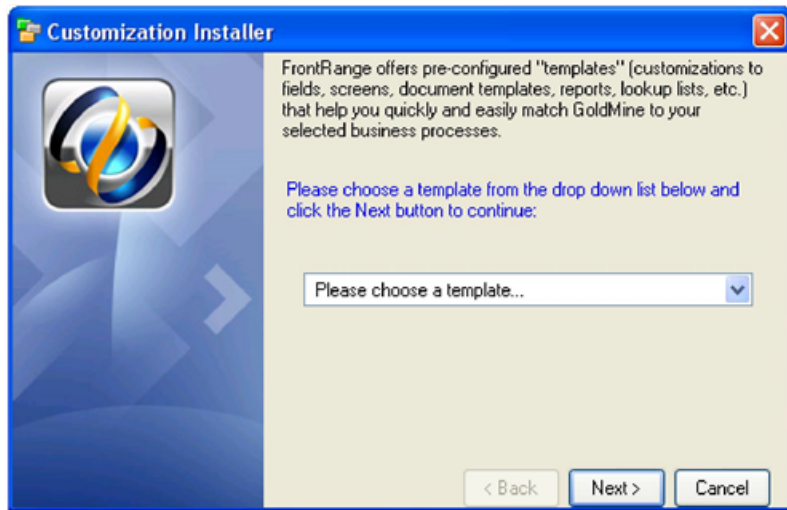 Customization Installer
FrontRange offers pre-configured "templates" (customizations to
fields, screens, document templates, reports, lookup lists, etc.)
that help you quickly and easily match GoldMine to your
selected business processes.
Please choose a template from the drop down list below and
click the Next button to continue:
Please choose a template...
< Back Next > Cancel